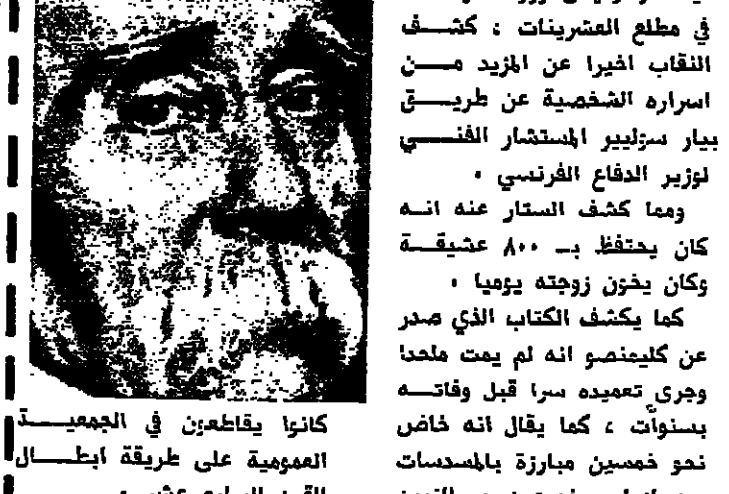 في مطلع العشرينات ، كشف
النقاب اخيرا عن المزيد من
اسراره الشخصية عن طريق
بيار سوليير المستشار الفني
لوزير الدفاع الفرنسي .
ومما كشف الستار عنه انه
كان يحتفظ بـ ٨٠٠ عشيقة
وكان يخون زوجته يوميا .
كما يكشف الكتاب الذي صدر
عن كليمنصو انه لم يمت ملحدا
وجرى تعميده سرا قبل وفاته
بسنوات ، كما يقال انه خاض
نحو خمسين مبارزة بالمسدسات
كانوا يقاطعون في الجمعية
العمومية على طريقة ابطال